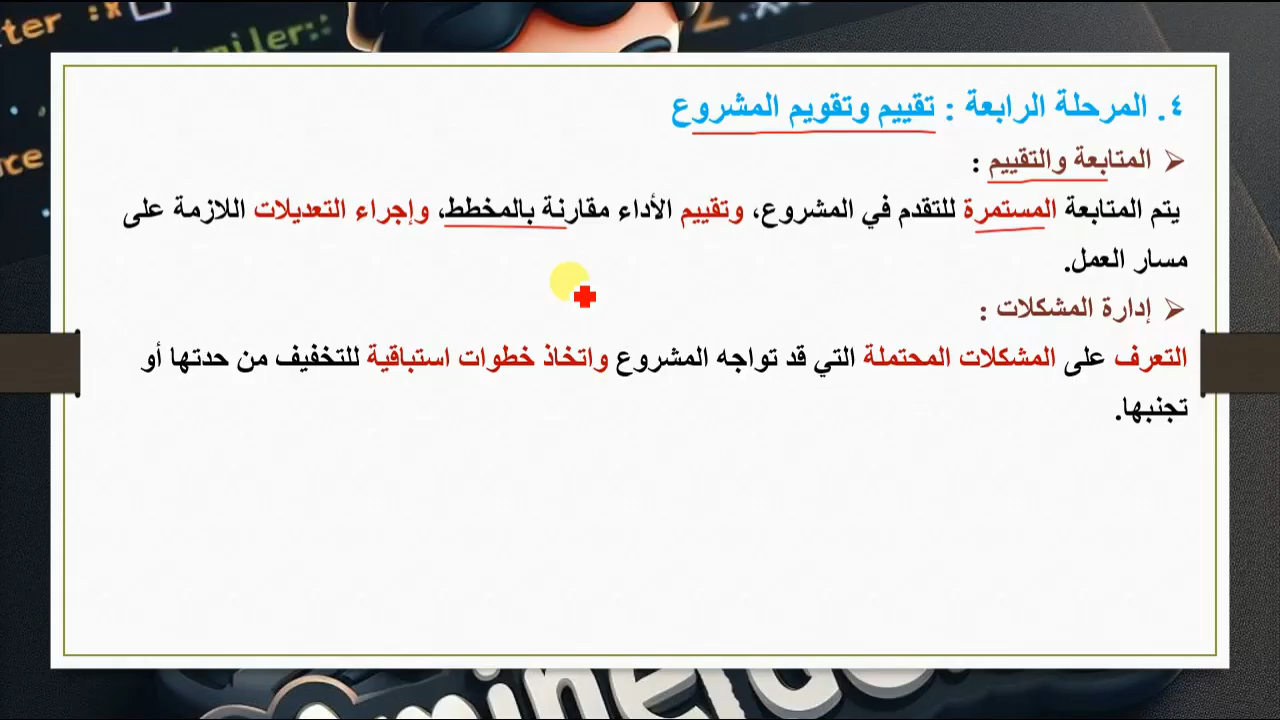 ٤. المرحلة الرابعة : تقييم وتقويم المشروع
المتابعة والتقييم :
يتم المتابعة المستمرة للتقدم في المشروع، وتقييم الأداء مقارنة بالمخطط، وإجراء التعديلات اللازمة على
مسار العمل.
إدارة المشكلات :
التعرف على المشكلات المحتملة التي قد تواجه المشروع واتخاذ خطوات استباقية للتخفيف من حدتها أو
تجنبها.